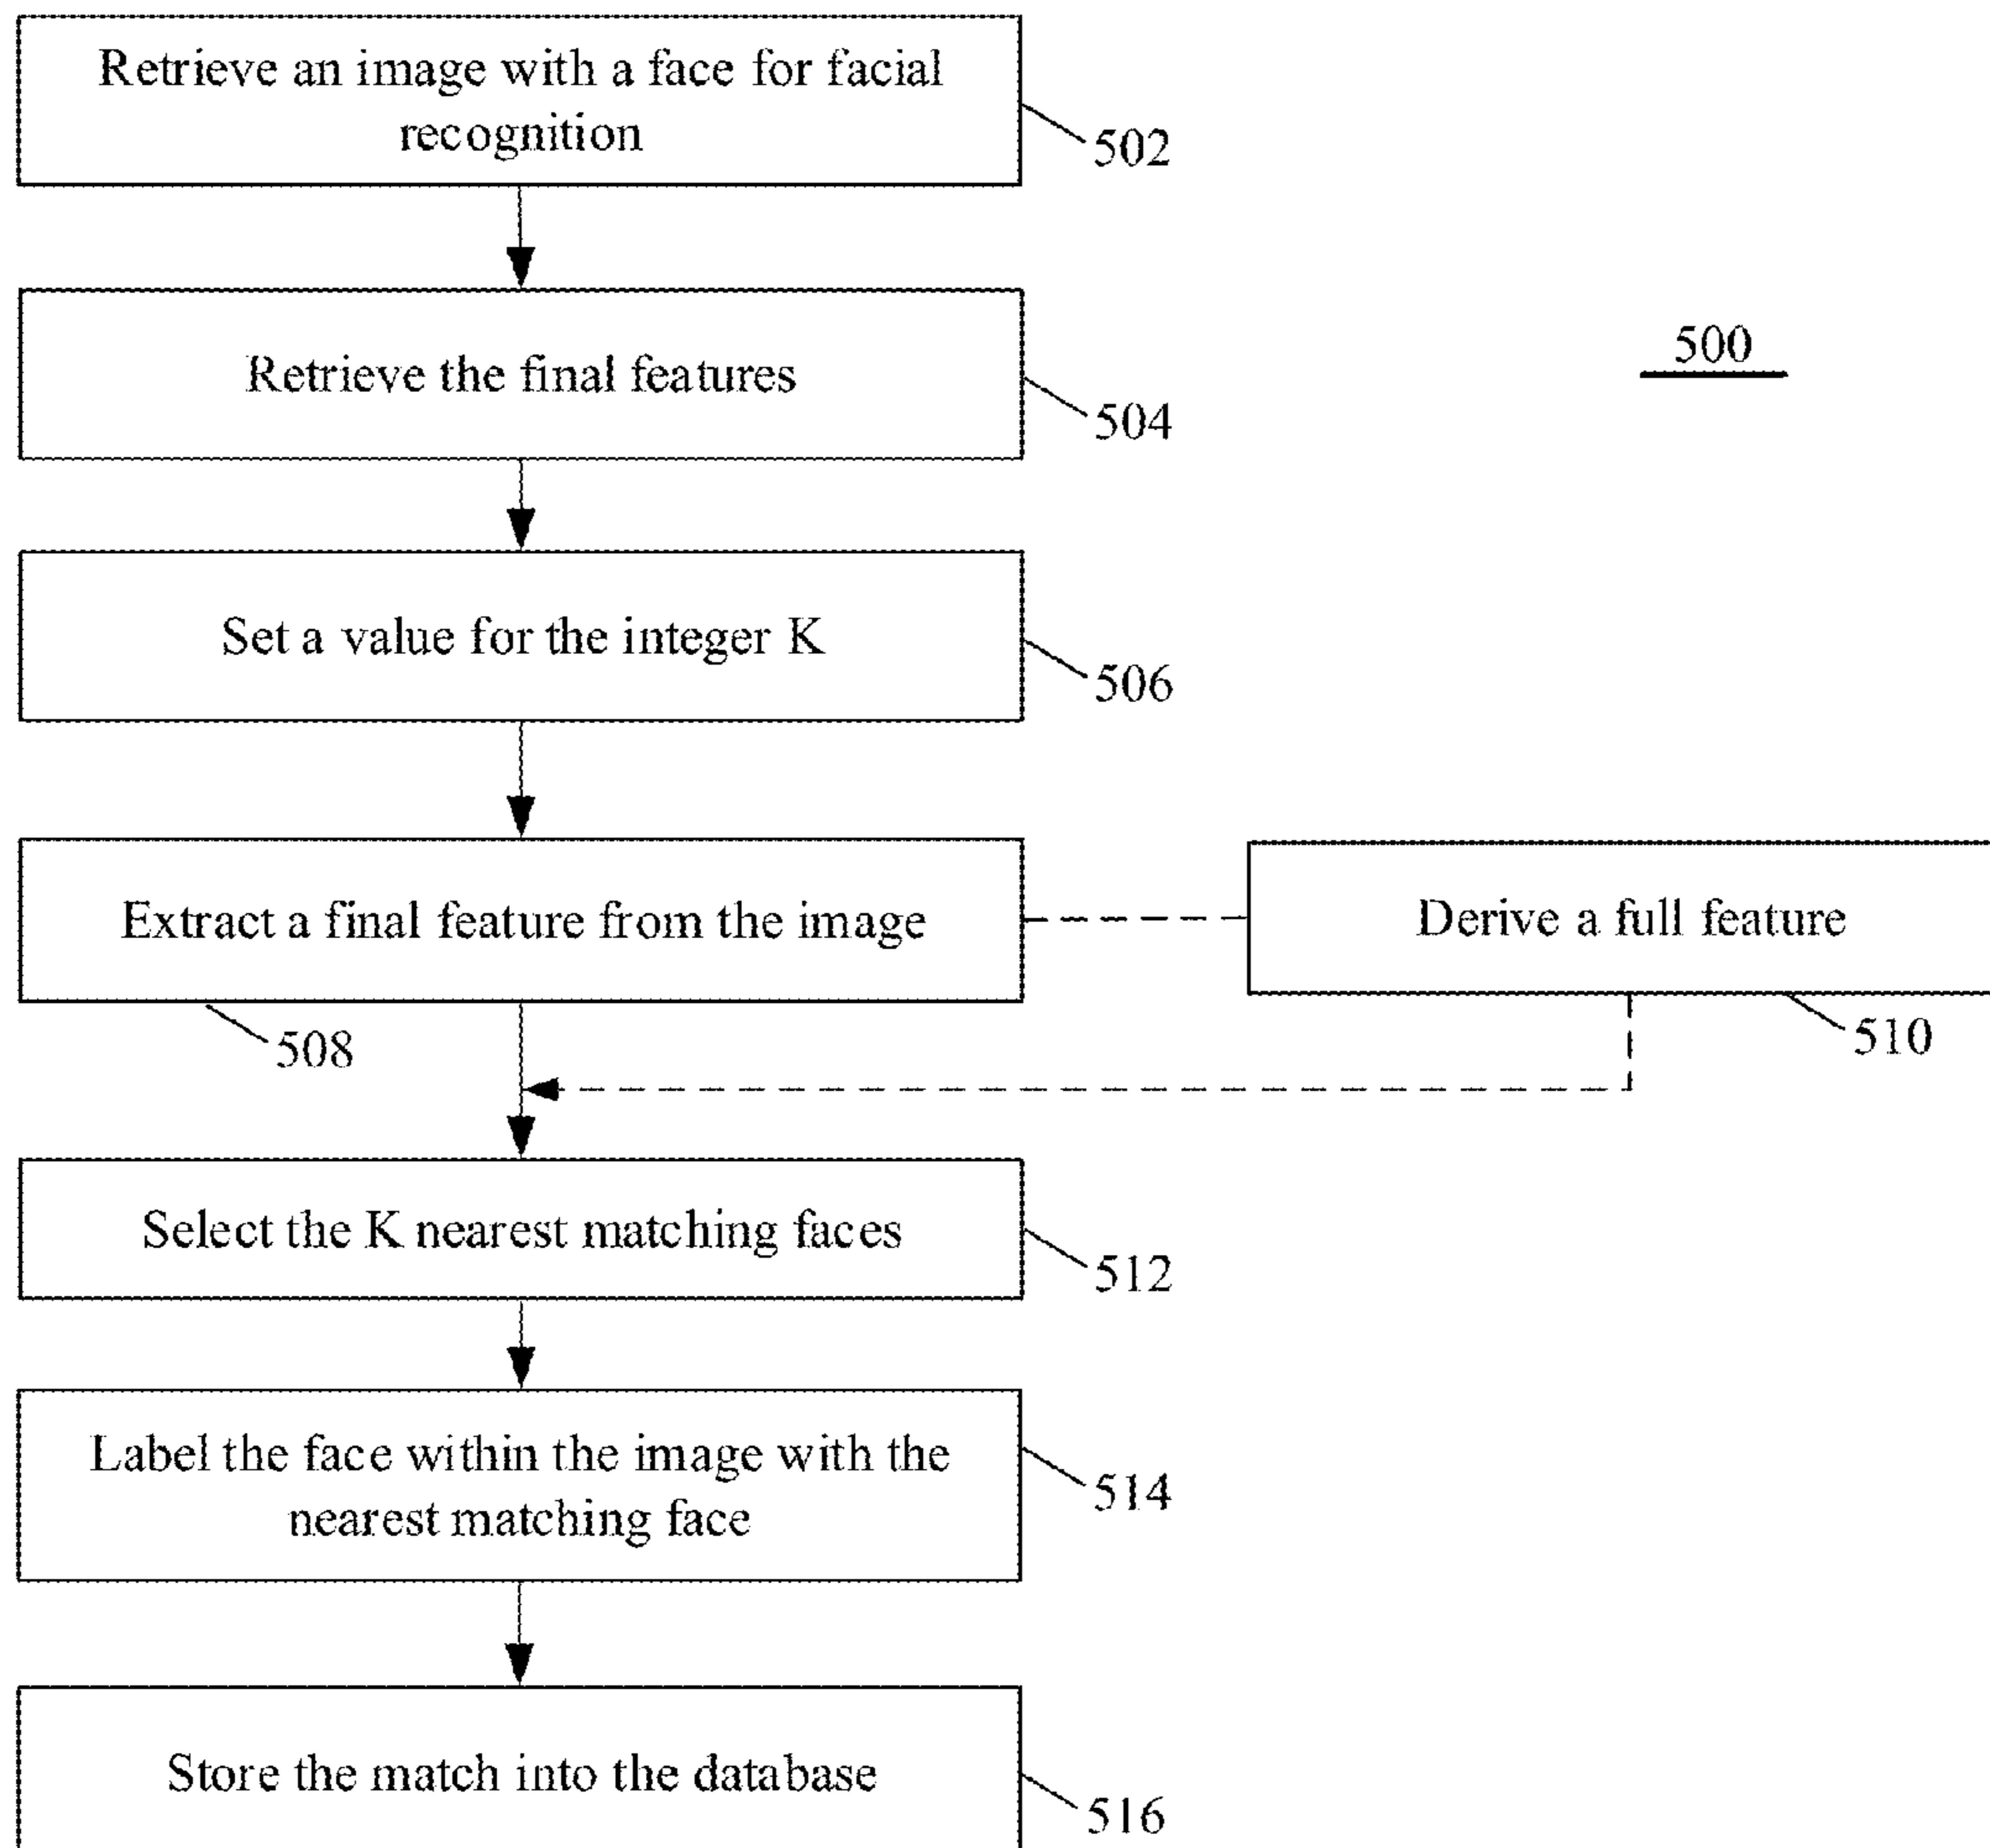 Retrieve an image with a face for facial
recognition
502
Retrieve the final features
504
500
Set a value for the integer K
506
Extract a final feature from the image
508
Derive a full feature
510
Select the K nearest matching faces
512
Label the face within the image with the
nearest matching face
514
Store the match into the database
516